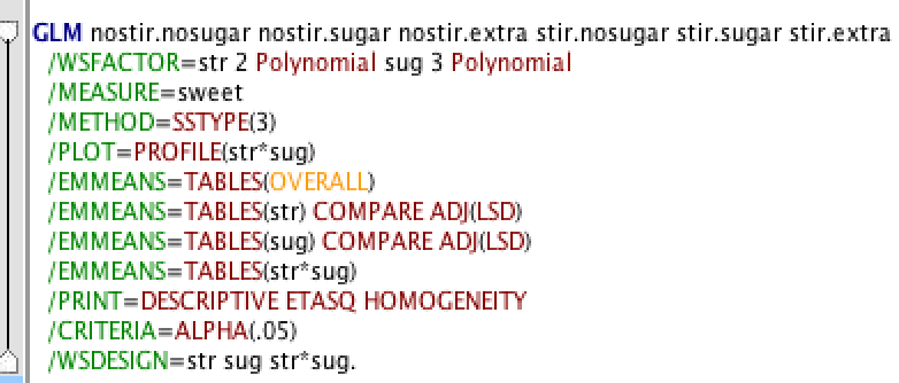 GLM nostir.nosugar nostir.sugar nostir.extra stir.nosugar stir.sugar stir.extra
/WSFACTOR=str 2 Polynomial sug 3 Polynomial
/MEASURE=sweet
/METHOD=SSTYPE(3)
/PLOT=PROFILE(str*sug)
/EMMEANS=TABLES(OVERALL)
/EMMEANS=TABLES(str) COMPARE ADJ(LSD)
/EMMEANS=TABLES(sug) COMPARE ADJ(LSD)
/EMMEANS=TABLES(str*sug)
/PRINT=DESCRIPTIVE ETASQ HOMOGENEITY
/CRITERIA=ALPHA(.05)
/WSDESIGN=str sug str*sug.